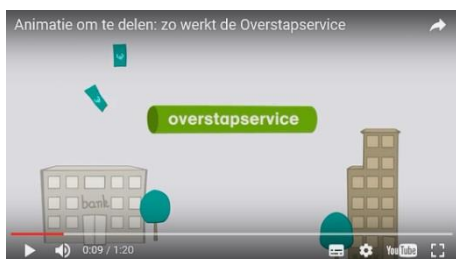 Animatie om te delen: zo werkt de Overstapservice
overstapservice
bank
0:09 / 1:20
YouTube